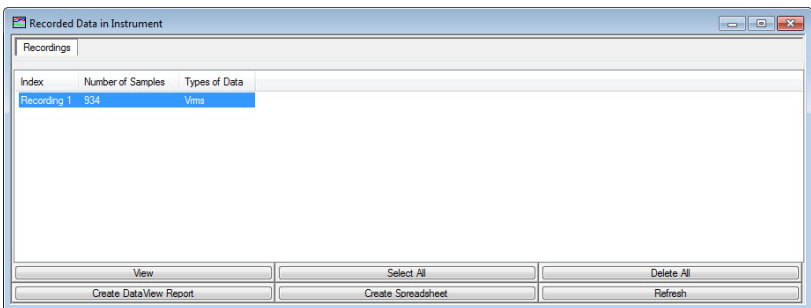 Recorded Data in Instrument
Recordings
Index Number of Samples Types of Data
Recording 1 934 Vrms
View Select All Delete All
Create DataView Report Create Spreadsheet Refresh